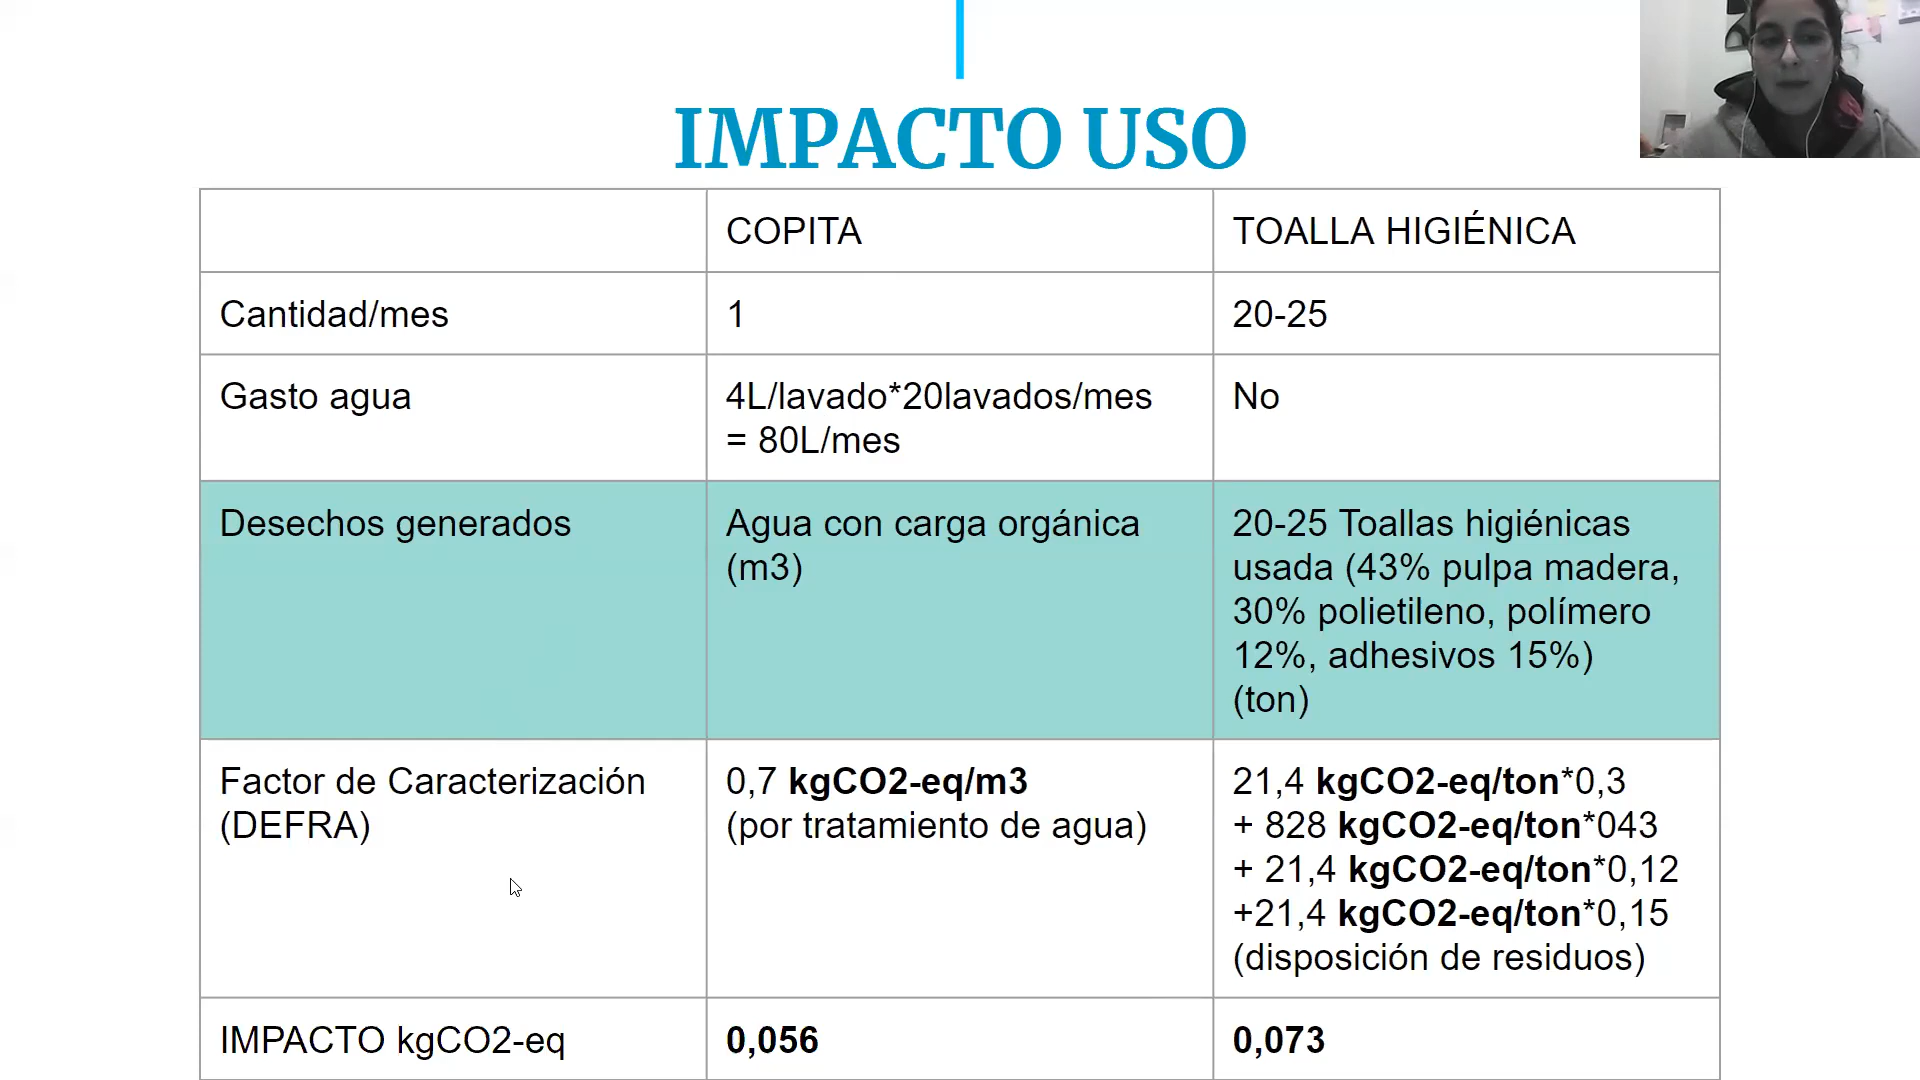 IMPACTO USO
COPITA
TOALLA HIGIÉNICA
Cantidad/mes
1
20-25
Gasto agua
4L/lavado*20lavados/mes
= 80L/mes
No
Desechos generados
Agua con carga orgánica
(m3)
20-25 Toallas higiénicas
usada (43% pulpa madera,
30% polietileno, polímero
12%, adhesivos 15%)
(ton)
Factor de Caracterización
(DEFRA)
0,7 kgCO2-eq/m3
(por tratamiento de agua)
21,4 kgCO2-eq/ton*0,3
+ 828 kgCO2-eq/ton*043
+ 21,4 kgCO2-eq/ton*0,12
+21,4 kgCO2-eq/ton*0,15
(disposición de residuos)
IMPACTO kgCO2-eq
0,056
0,073